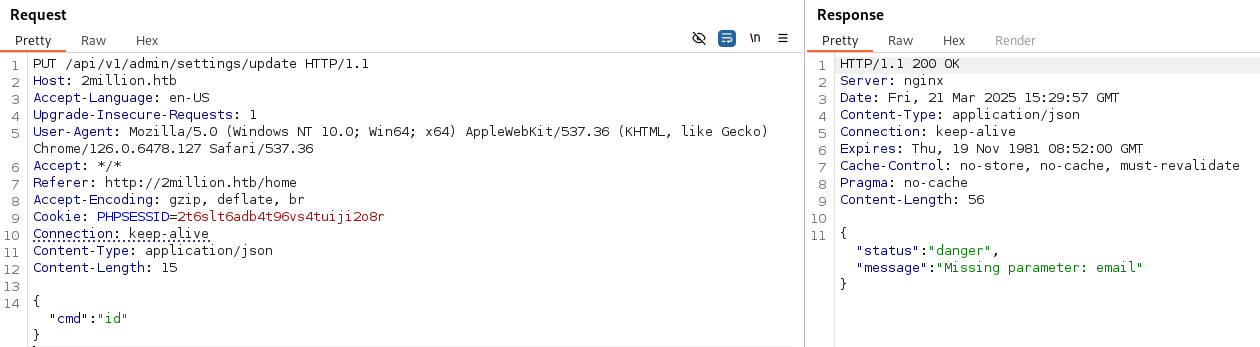 Request
Pretty Raw Hex
\n
1 PUT /api/v1/admin/settings/update HTTP/1.1
2 Host: 2million.htb
3 Accept-Language: en-US
4 Upgrade-Insecure-Requests: 1
5 User-Agent: Mozilla/5.0 (Windows NT 10.0; Win64; x64) AppleWebKit/537.36 (KHTML, like Gecko)
Chrome/126.0.6478.127 Safari/537.36
6 Accept: */*
7 Referer: http://2million.htb/home
8 Accept-Encoding: gzip, deflate, br
9 Cookie: PHPSESSID=2t6slt6adb4t96vs4tuiji2o8r
10 Connection: keep-alive
11 Content-Type: application/json
12 Content-Length: 15
13
14 {
"cmd":"id"
}
Response
Pretty Raw Hex Render
1 HTTP/1.1 200 OK
2 Server: nginx
3 Date: Fri, 21 Mar 2025 15:29:57 GMT
4 Content-Type: application/json
5 Connection: keep-alive
6 Expires: Thu, 19 Nov 1981 08:52:00 GMT
7 Cache-Control: no-store, no-cache, must-revalidate
8 Pragma: no-cache
9 Content-Length: 56
10
11 {
"status":"danger",
"message":"Missing parameter: email"
}